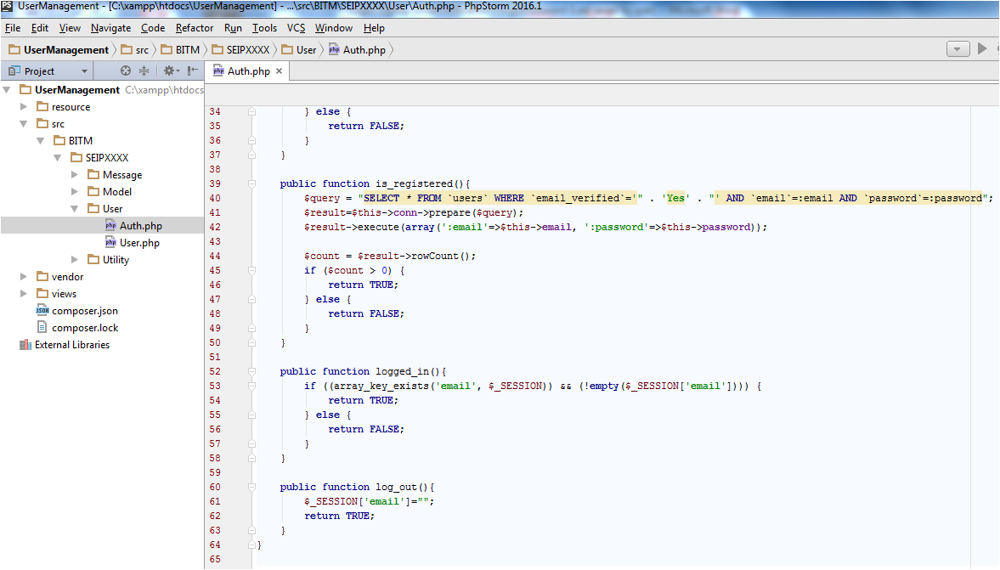 UserManagement - [C:\xampp\htdocs\UserManagement] - ...\src\BITM\SEIPXXXX\User\Auth.php - PhpStorm 2016.1
File Edit View Navigate Code Refactor Run Tools VCS Window Help
UserManagement src BITM SEIPXXXX User Auth.php
Project
Auth.php
UserManagement C:\xampp\htdocs
resource
src
BITM
SEIPXXXX
Message
Model
User
Auth.php
User.php
Utility
vendor
views
composer.json
composer.lock
External Libraries
34 } else {
35 return FALSE;
36 }
37 }
38
39 public function is_registered(){
40 $query = "SELECT * FROM `users` WHERE `email_verified`='" . 'Yes' . "' AND `email`=:email AND `password`=:password";
41 $result=$this->conn->prepare($query);
42 $result->execute(array(':email'=>$this->email, ':password'=>$this->password));
43
44 $count = $result->rowCount();
45 if ($count > 0) {
46 return TRUE;
47 } else {
48 return FALSE;
49 }
50 }
51
52 public function logged_in(){
53 if ((array_key_exists('email', $_SESSION)) && (!empty($_SESSION['email']))) {
54 return TRUE;
55 } else {
56 return FALSE;
57 }
58 }
59
60 public function log_out(){
61 $_SESSION['email']="";
62 return TRUE;
63 }
64 }
65